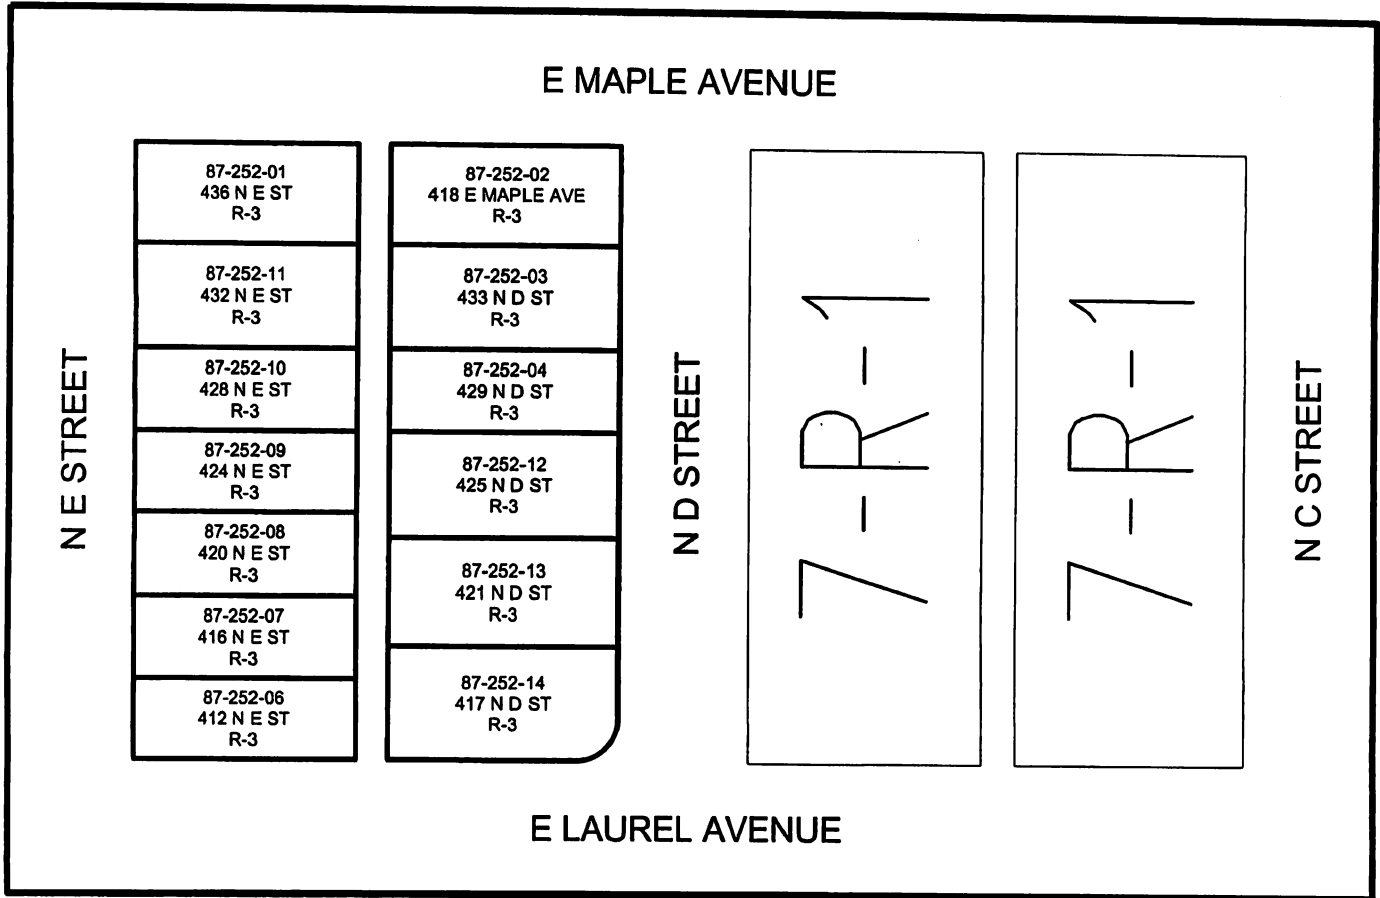 E MAPLE AVENUE
87-252-01
436 N E ST
R-3
87-252-11
432 N E ST
R-3
87-252-10
428 N E ST
R-3
87-252-09
424 N E ST
R-3
87-252-08
420 N E ST
R-3
87-252-07
416 N E ST
R-3
87-252-06
412 N E ST
R-3
87-252-02
418 E MAPLE AVE
R-3
87-252-03
433 N D ST
R-3
87-252-04
429 N D ST
R-3
87-252-12
425 N D ST
R-3
87-252-13
421 N D ST
R-3
87-252-14
417 N D ST
R-3
N E STREET
N D STREET
7-R-1
7-R-1
N C STREET
E LAUREL AVENUE